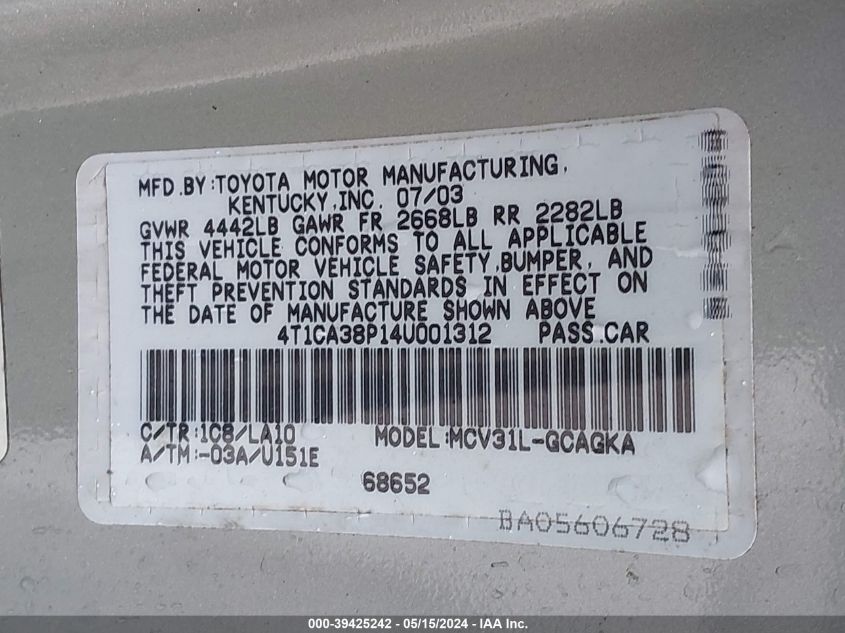 MFD.BY:TOYOTA MOTOR MANUFACTURING,
KENTUCKY,INC. 07/03
GVWR 4442LB GAWR FR 2668LB RR 2282LB
THIS VEHICLE CONFORMS TO ALL APPLICABLE
FEDERAL MOTOR VEHICLE SAFETY,BUMPER, AND
THEFT PREVENTION STANDARDS IN EFFECT ON
THE DATE OF MANUFACTURE SHOWN ABOVE
4T1CA38P14U001312 PASS.CAR
C/TR:1C8/LA10 MODEL:MCV31L-GCAGKA
A/TM:-03A/U151E
68652
BA05606728
000-39425242 - 05/15/2024 - IAA Inc.